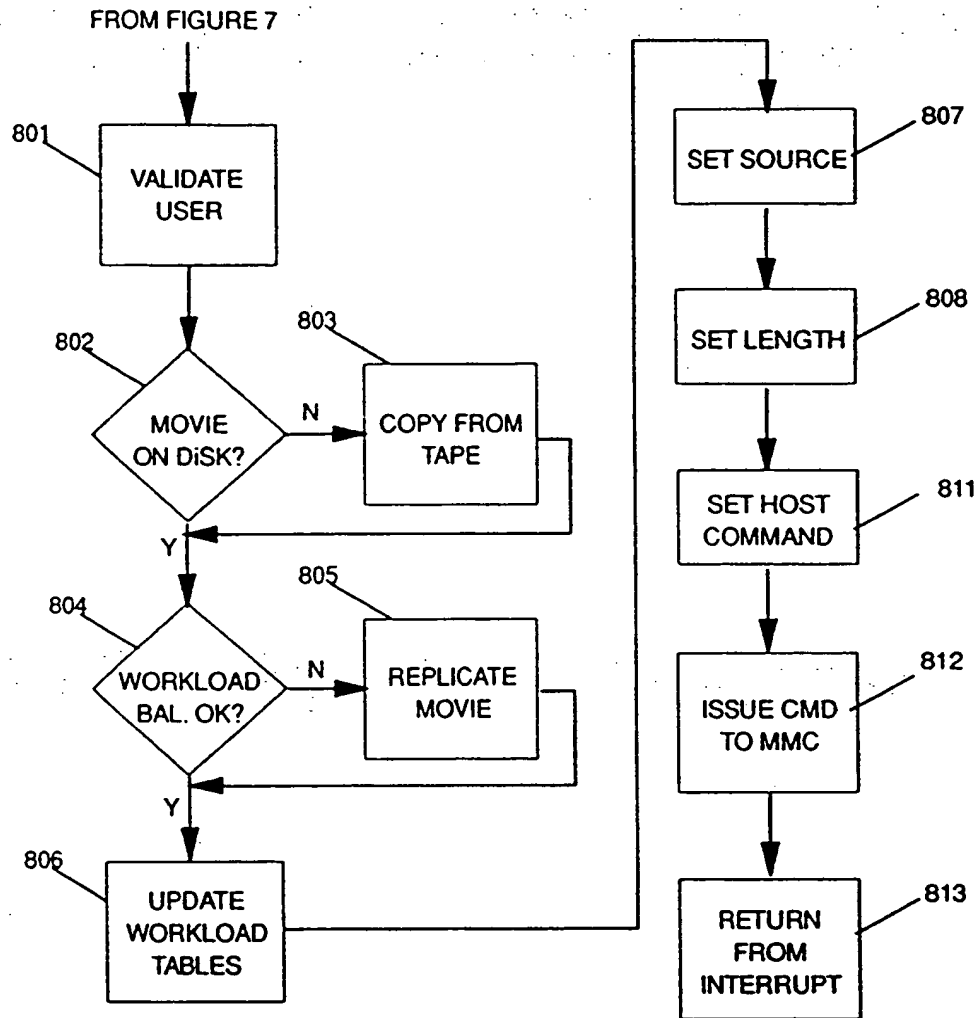 FROM FIGURE 7
801
VALIDATE
USER
802
MOVIE
ON DiSK?
N
803
COPY FROM
TAPE
Y
804
WORKLOAD
BAL. OK?
N
805
REPLICATE
MOVIE
Y
806
UPDATE
WORKLOAD
TABLES
807
SET SOURCE
808
SET LENGTH
811
SET HOST
COMMAND
812
ISSUE CMD
TO MMC
813
RETURN
FROM
INTERRUPT